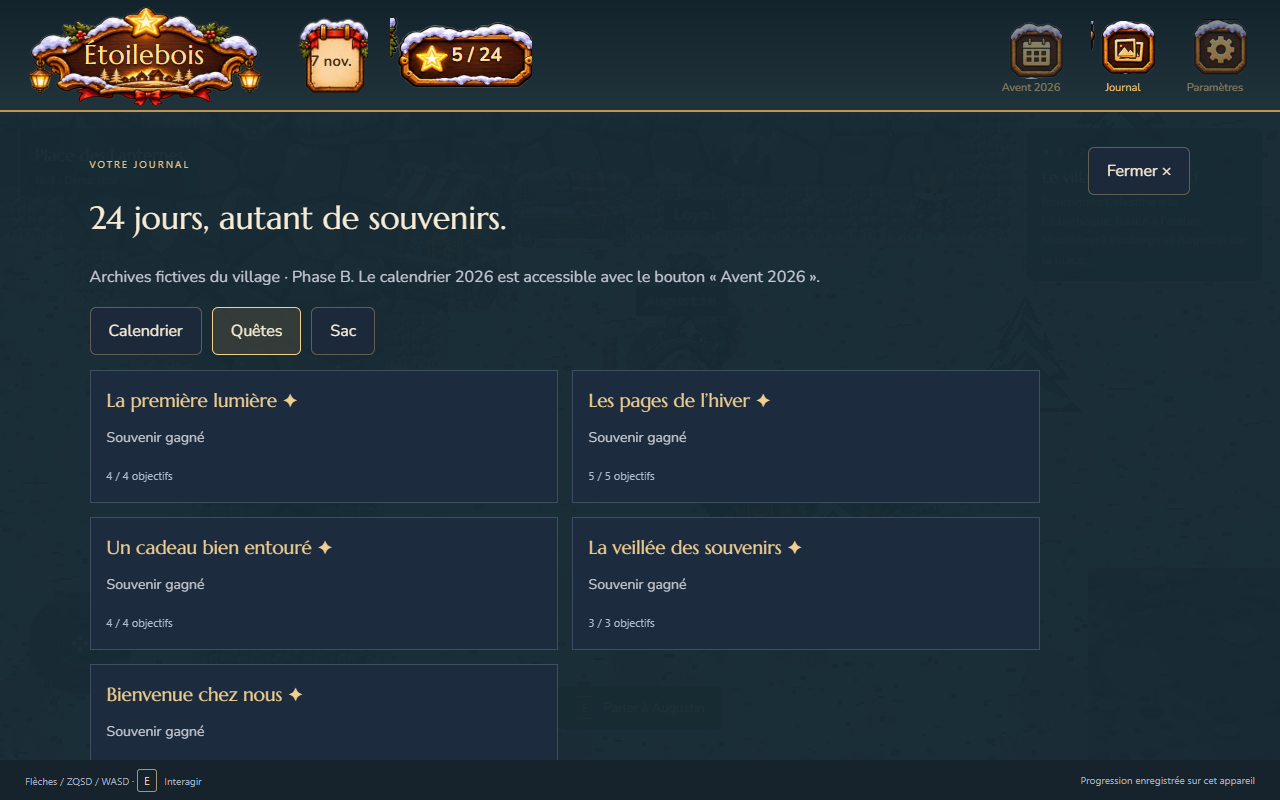 Étoilebois
7 nov.
5 / 24
Avent 2026
Journal
Paramètres
VOTRE JOURNAL
Fermer ×
24 jours, autant de souvenirs.
Archives fictives du village · Phase B. Le calendrier 2026 est accessible avec le bouton « Avent 2026 ».
Calendrier
Quêtes
Sac
La première lumière ✦
Souvenir gagné
4 / 4 objectifs
Les pages de l’hiver ✦
Souvenir gagné
5 / 5 objectifs
Un cadeau bien entouré ✦
Souvenir gagné
4 / 4 objectifs
La veillée des souvenirs ✦
Souvenir gagné
3 / 3 objectifs
Bienvenue chez nous ✦
Souvenir gagné
Flèches / ZQSD / WASD · E Interagir
Progression enregistrée sur cet appareil